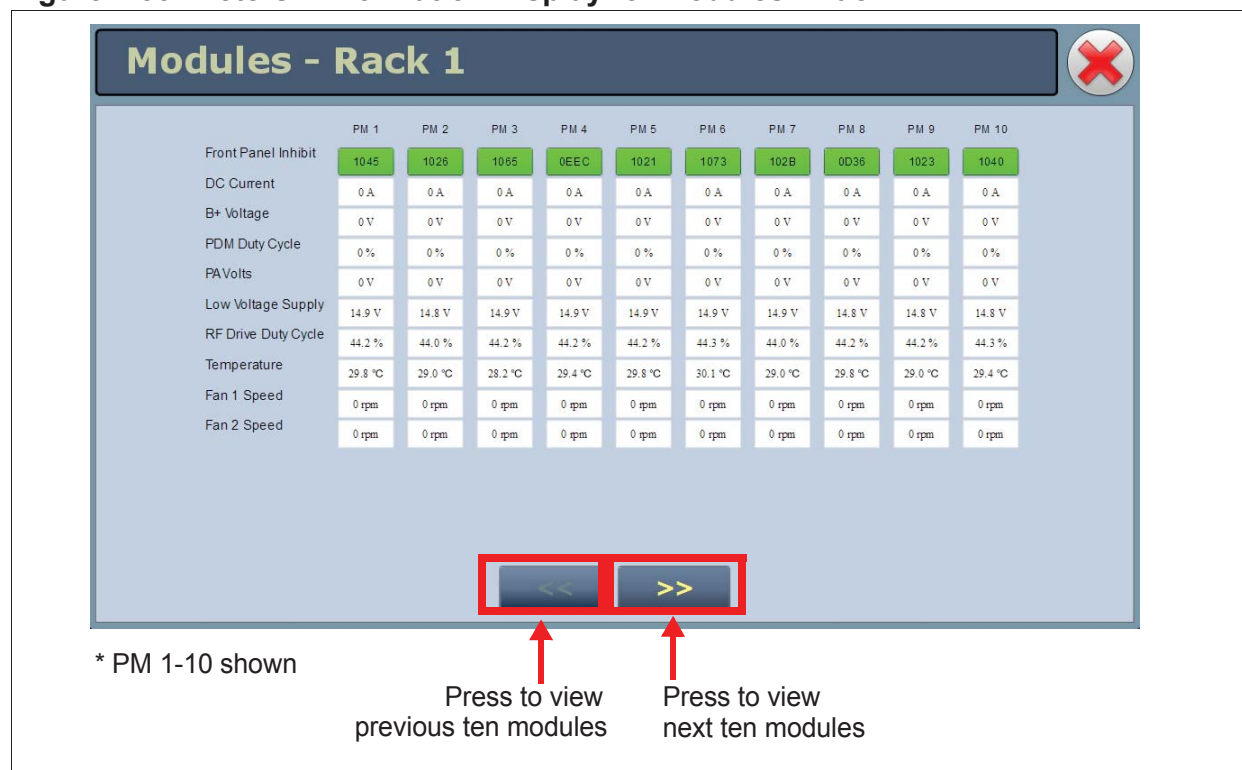 Modules - Rack 1
PM 1 PM 2 PM 3 PM 4 PM 5 PM 6 PM 7 PM 8 PM 9 PM 10
Front Panel Inhibit 1045 1026 1065 0EEC 1021 1073 102B 0D36 1023 1040
DC Current 0 A 0 A 0 A 0 A 0 A 0 A 0 A 0 A 0 A 0 A
B+ Voltage 0 V 0 V 0 V 0 V 0 V 0 V 0 V 0 V 0 V 0 V
PDM Duty Cycle 0 % 0 % 0 % 0 % 0 % 0 % 0 % 0 % 0 % 0 %
PA Volts 0 V 0 V 0 V 0 V 0 V 0 V 0 V 0 V 0 V 0 V
Low Voltage Supply 14.9 V 14.8 V 14.9 V 14.9 V 14.9 V 14.9 V 14.9 V 14.8 V 14.8 V 14.8 V
RF Drive Duty Cycle 44.2 % 44.0 % 44.2 % 44.2 % 44.2 % 44.3 % 44.0 % 44.2 % 44.2 % 44.3 %
Temperature 29.8 °C 29.0 °C 28.2 °C 29.4 °C 29.8 °C 30.1 °C 29.0 °C 29.8 °C 29.0 °C 29.4 °C
Fan 1 Speed 0 rpm 0 rpm 0 rpm 0 rpm 0 rpm 0 rpm 0 rpm 0 rpm 0 rpm 0 rpm
Fan 2 Speed 0 rpm 0 rpm 0 rpm 0 rpm 0 rpm 0 rpm 0 rpm 0 rpm 0 rpm 0 rpm
<< >>
* PM 1-10 shown
Press to view
previous ten modules
Press to view
next ten modules